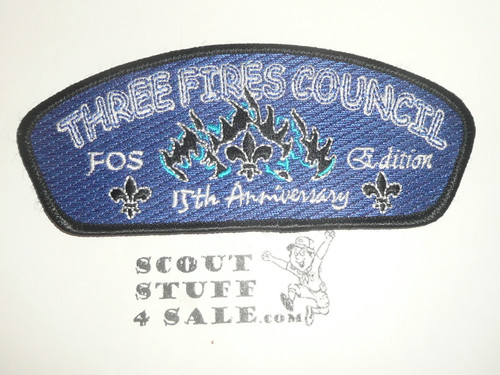 THREE FIRES COUNCIL
FOS Edition
15th Anniversary
SCOUT
STUFF
4 SALE.COM